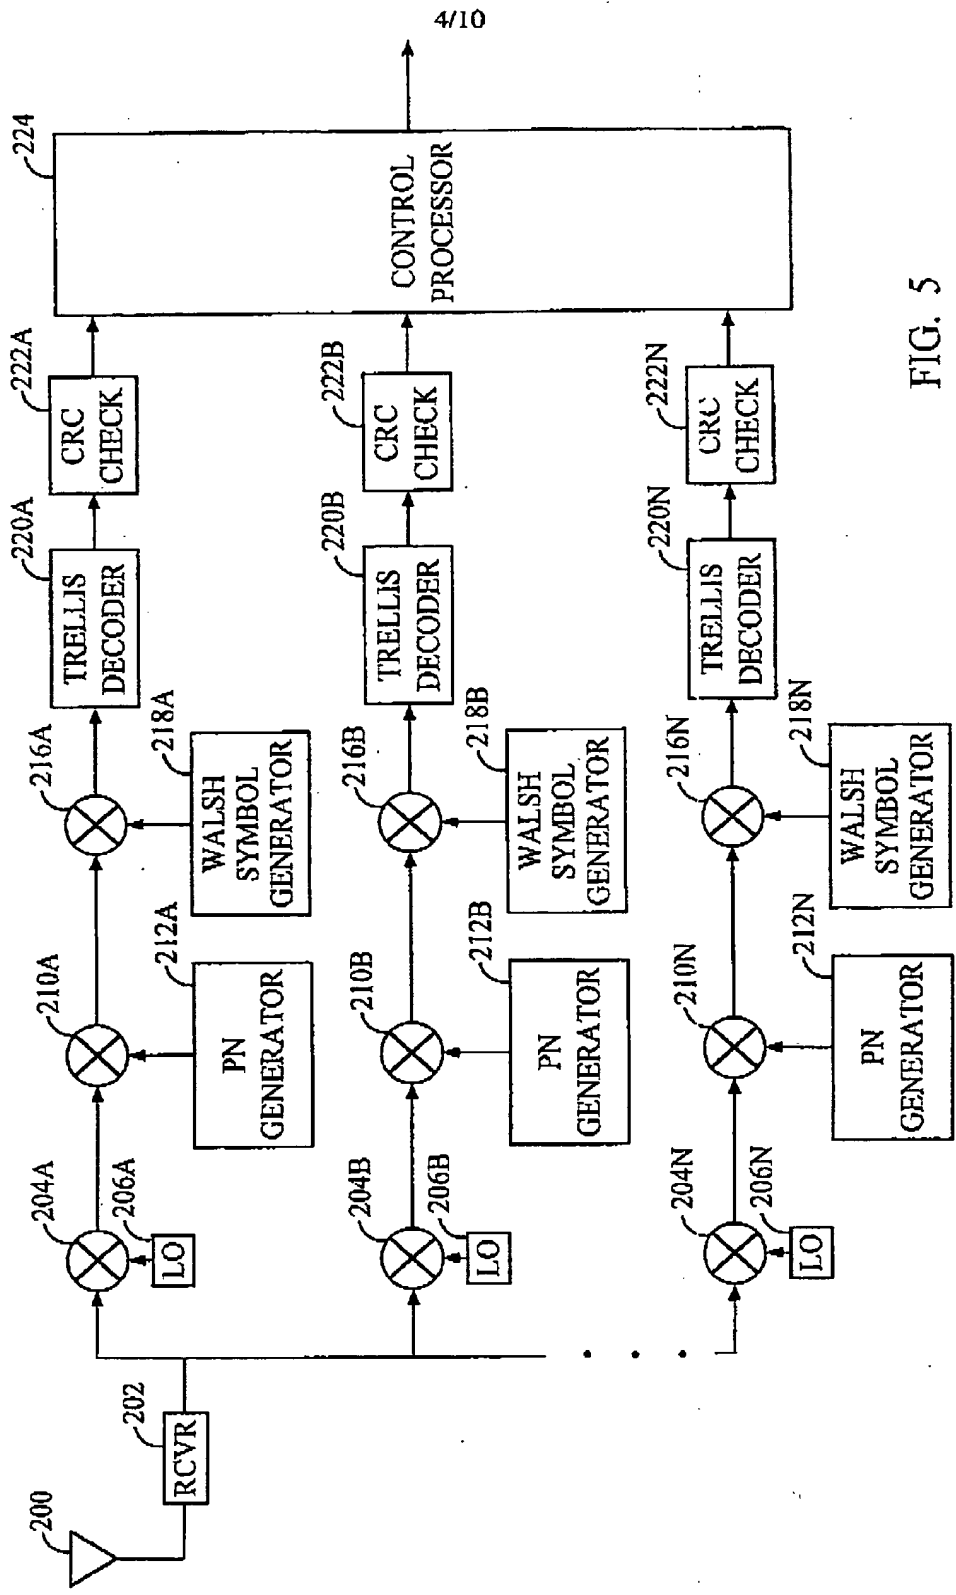 4/10
224
CONTROL
PROCESSOR
222A
CRC
CHECK
220A
TRELLIS
DECODER
216A
218A
WALSH
SYMBOL
GENERATOR
210A
212A
PN
GENERATOR
204A
206A
LO
222B
CRC
CHECK
220B
TRELLIS
DECODER
216B
218B
WALSH
SYMBOL
GENERATOR
210B
212B
PN
GENERATOR
204B
206B
LO
222N
CRC
CHECK
220N
TRELLIS
DECODER
216N
218N
WALSH
SYMBOL
GENERATOR
210N
212N
PN
GENERATOR
204N
206N
LO
202
RCVR
200
FIG. 5